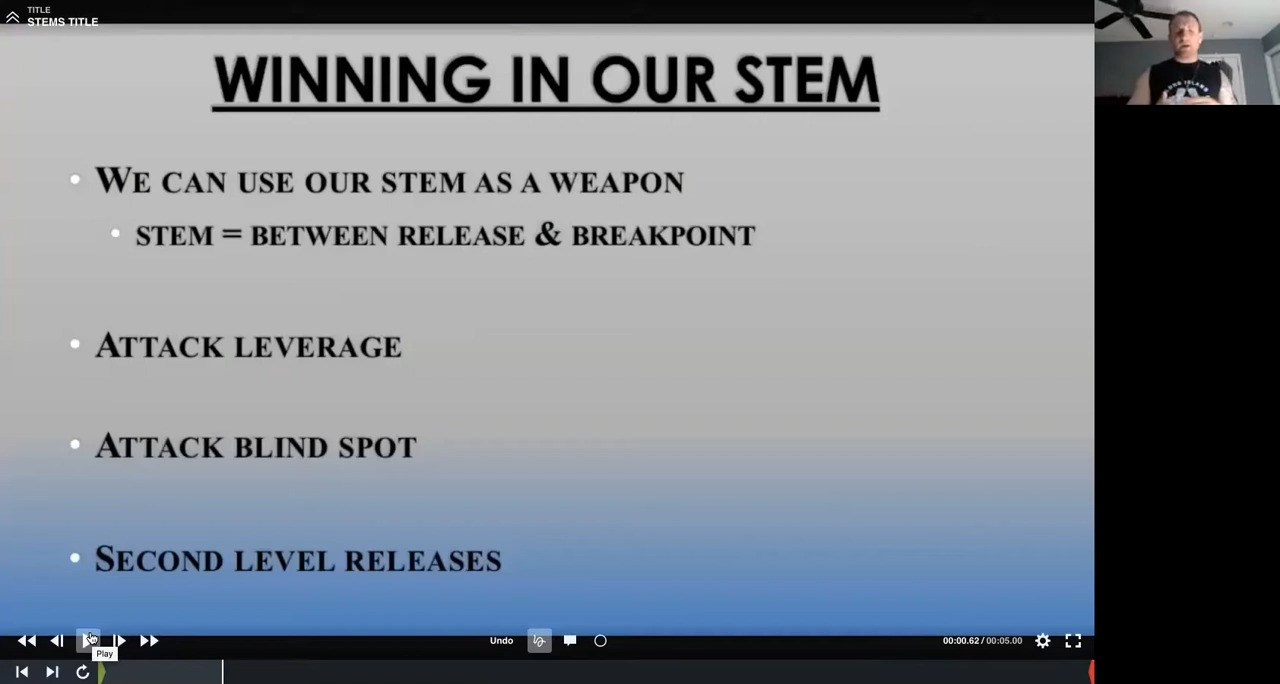 TITLE
STEMS TITLE
WINNING IN OUR STEM
• WE CAN USE OUR STEM AS A WEAPON
• STEM = BETWEEN RELEASE & BREAKPOINT
• ATTACK LEVERAGE
• ATTACK BLIND SPOT
• SECOND LEVEL RELEASES
Undo
00:00.62 / 00:05.00
Play